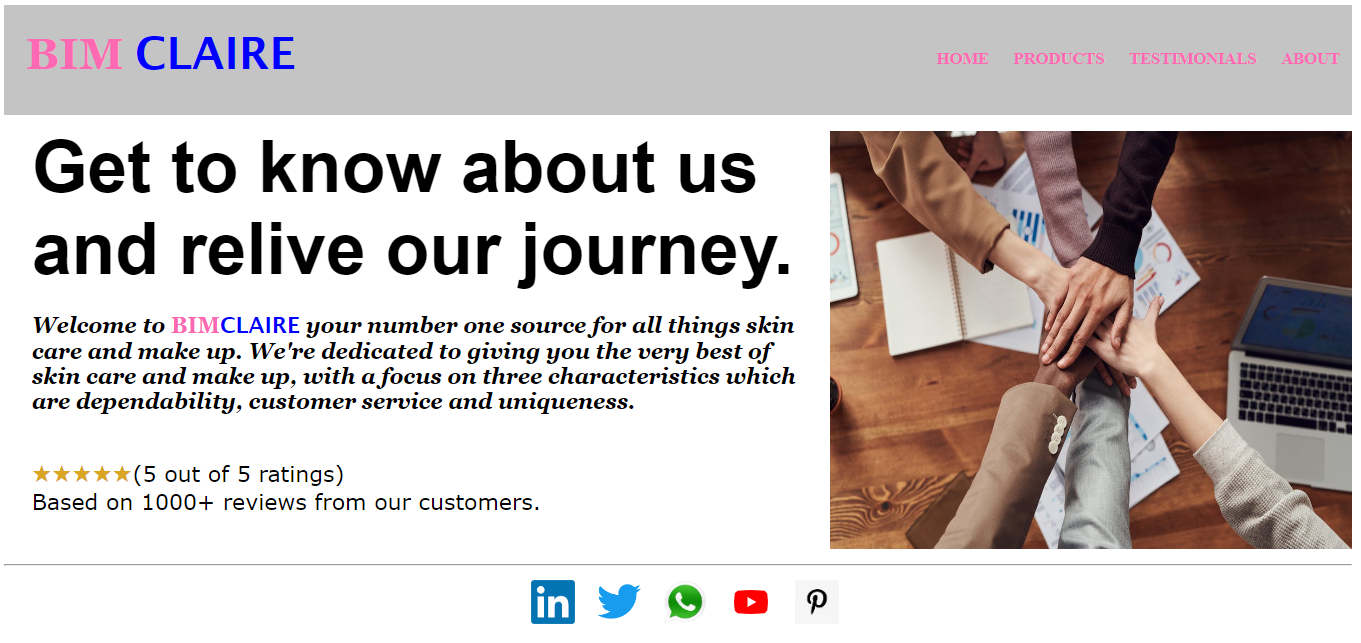 BIM CLAIRE
HOME PRODUCTS TESTIMONIALS ABOUT
Get to know about us
and relive our journey.
Welcome to BIMCLAIRE your number one source for all things skin
care and make up. We're dedicated to giving you the very best of
skin care and make up, with a focus on three characteristics which
are dependability, customer service and uniqueness.
★★★★★(5 out of 5 ratings)
Based on 1000+ reviews from our customers.
in